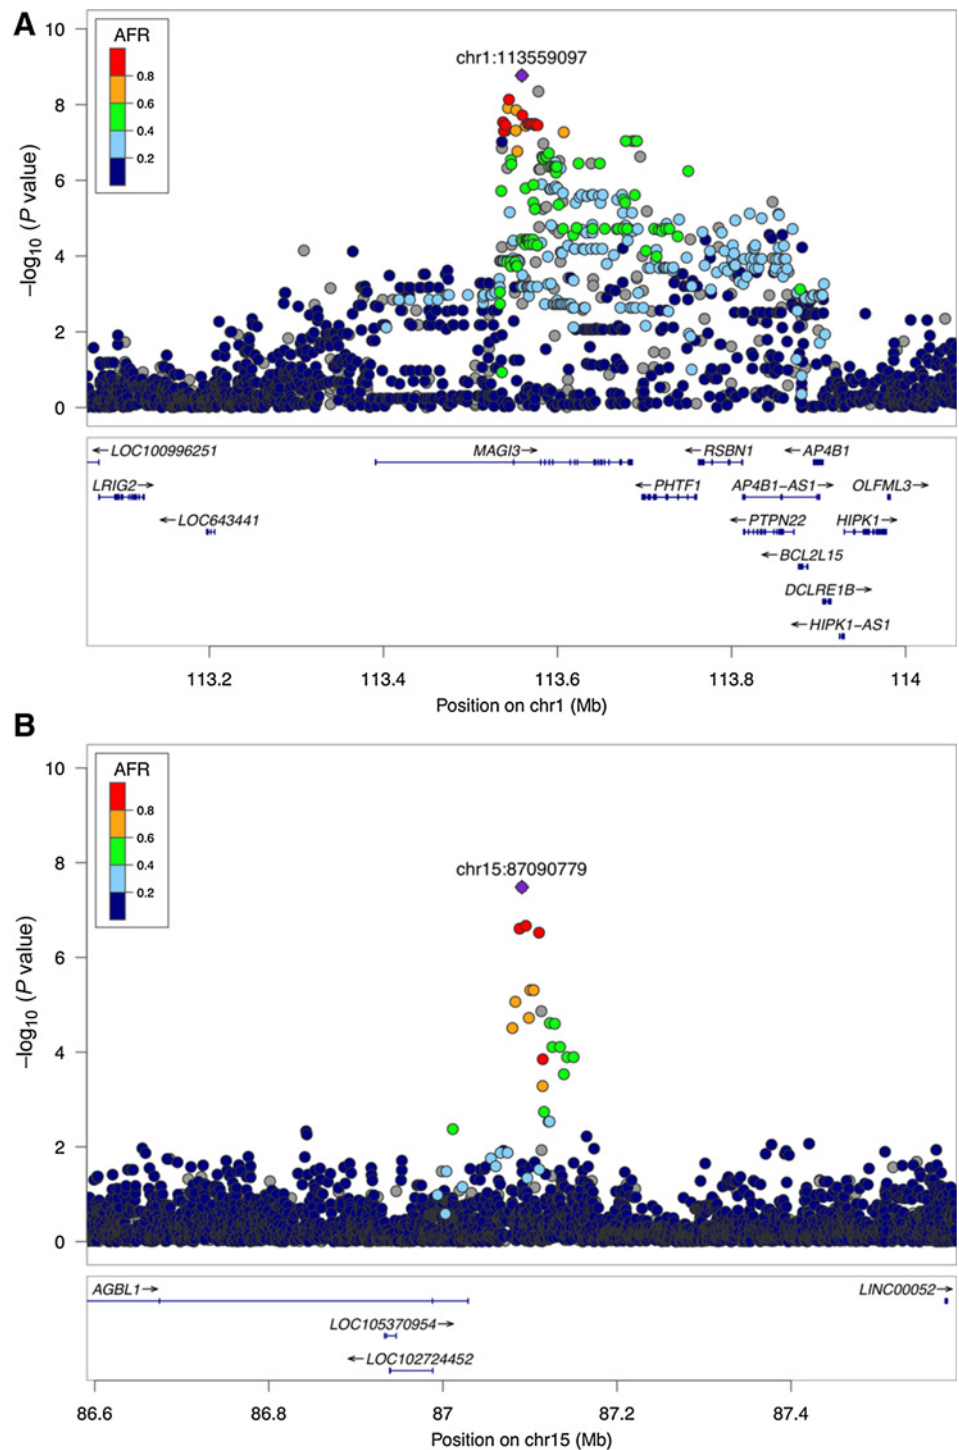 A
AFR
0.8
0.6
0.4
0.2
chr1:113559097
10
8
6
4
2
0
−log10 (P value)
←LOC100996251
MAGI3→
←RSBN1
←AP4B1
LRIG2→
←PHTF1
AP4B1−AS1→
OLFML3→
←LOC643441
←PTPN22
HIPK1→
←BCL2L15
DCLRE1B→
←HIPK1−AS1
113.2
113.4
113.6
113.8
114
Position on chr1 (Mb)
B
AFR
0.8
0.6
0.4
0.2
chr15:87090779
10
8
6
4
2
0
−log10 (P value)
AGBL1→
LINC00052→
LOC105370954→
←LOC102724452
86.6
86.8
87
87.2
87.4
Position on chr15 (Mb)